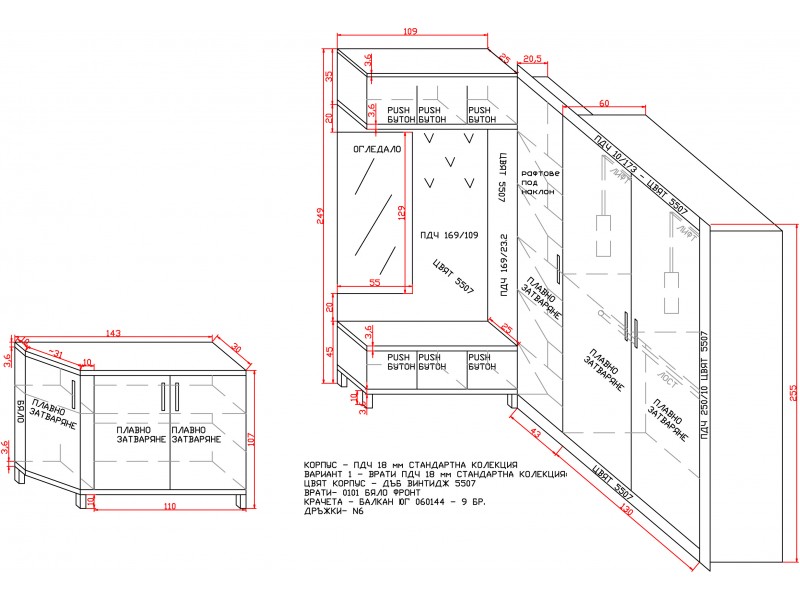 109
25
20,5
60
35
3,6
20
3,6
PUSH
БУТОН
PUSH
БУТОН
PUSH
БУТОН
ОГЛЕДАЛО
ПДЧ 10/173 - ЦВЯТ 5507
ЛИФТ
ЛИФТ
рафтове
под
наклон
ЦВЯТ 5507
249
129
ПДЧ 169/109
ПДЧ 169/23.2
ЦВЯТ 5507
55
20
ПЛАВНО
ЗАТВАРЯНЕ
ПЛАВНО
ЗАТВАРЯНЕ
ПЛАВНО
ЗАТВАРЯНЕ
ЛОСТ
ПДЧ 250/10 ЦВЯТ 5507
255
25
3,6
45
PUSH
БУТОН
PUSH
БУТОН
PUSH
БУТОН
10
3,6
43
130
ЦВЯТ 5507
143
30
~31
10
3,6
БЯЛО
ПЛАВНО
ЗАТВАРЯНЕ
ПЛАВНО
ЗАТВАРЯНЕ
ПЛАВНО
ЗАТВАРЯНЕ
107
3,6
10
110
КОРПУС - ПДЧ 18 мм СТАНДАРТНА КОЛЕКЦИЯ
ВАРИАНТ 1 - ВРАТИ ПДЧ 18 мм СТАНДАРТНА КОЛЕКЦИЯ
ЦВЯТ КОРПУС - ДЪБ ВИНТИДЖ 5507
ВРАТИ- 0101 БЯЛО ФРОНТ
КРАЧЕТА - БАЛКАН ЮГ 060144 - 9 БР.
ДРЪЖКИ- N6